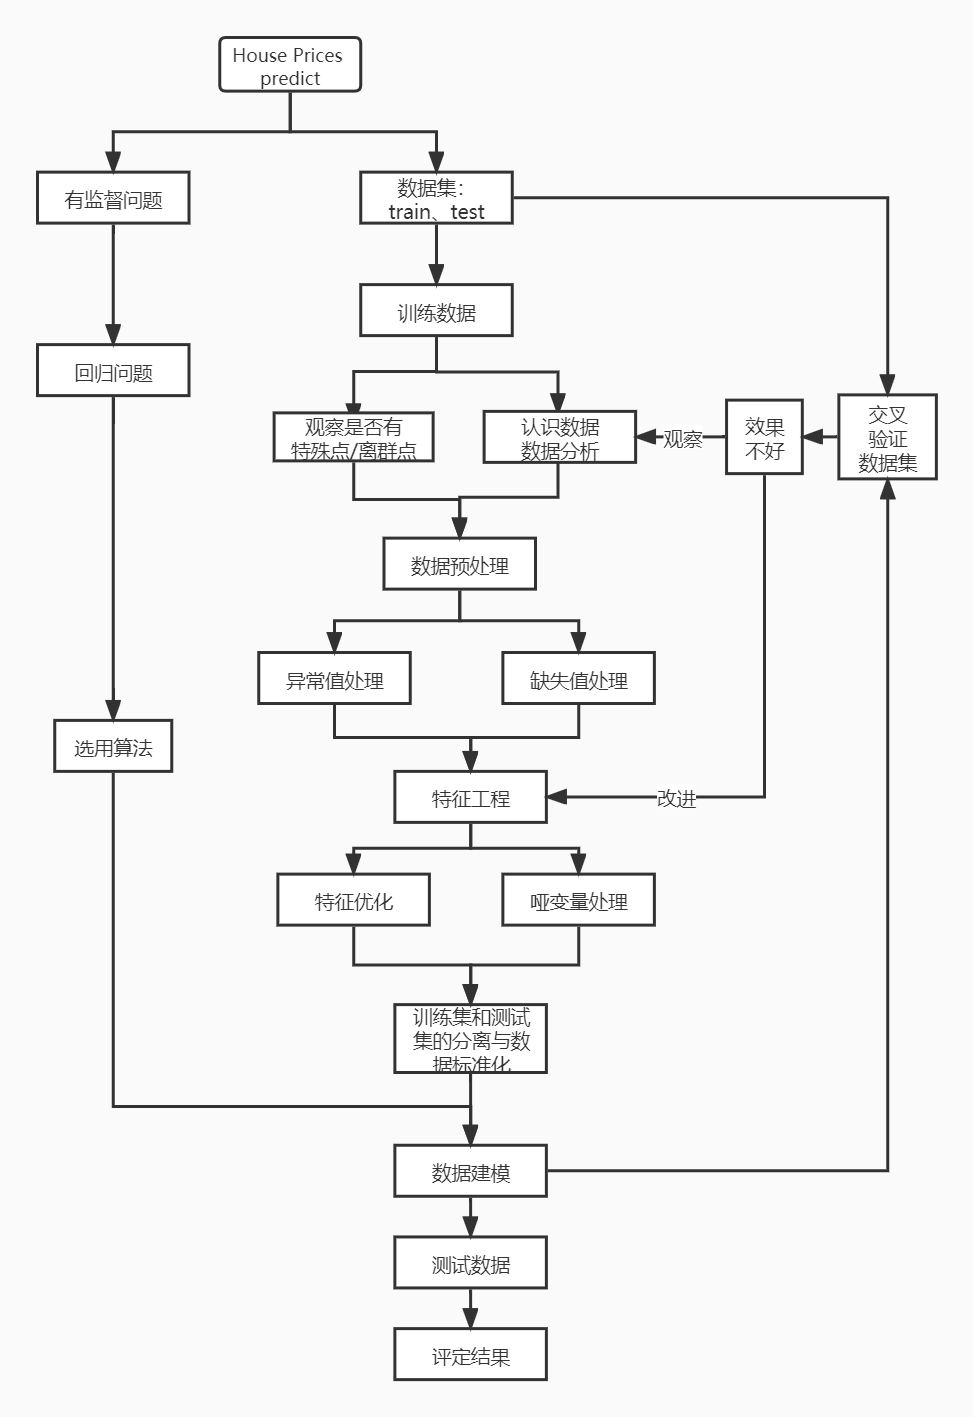 House Prices
predict
有监督问题
数据集：
train、test
训练数据
回归问题
观察是否有
特殊点/离群点
认识数据
数据分析
观察
效果
不好
交叉
验证
数据集
数据预处理
异常值处理
缺失值处理
选用算法
特征工程
改进
特征优化
哑变量处理
训练集和测试
集的分离与数
据标准化
数据建模
测试数据
评定结果